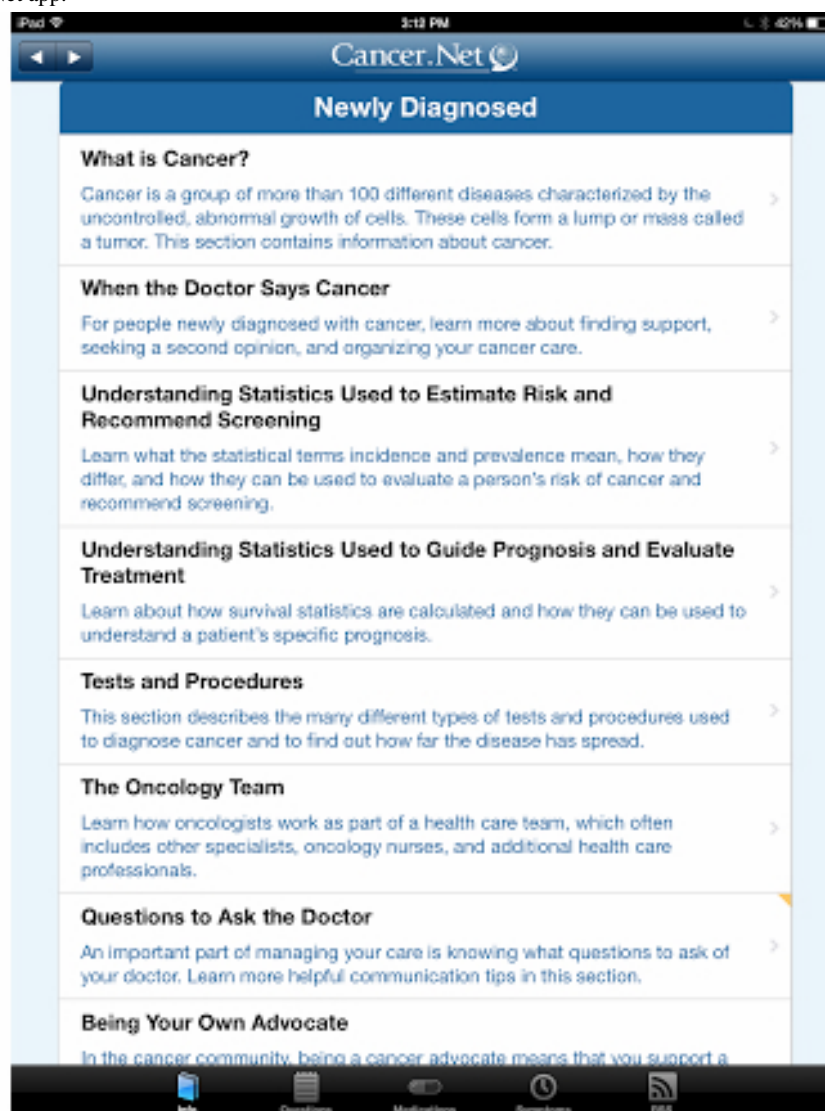 Net app.
iPad 3:12 PM 42%
Cancer.Net
Newly Diagnosed
What is Cancer?
Cancer is a group of more than 100 different diseases characterized by the
uncontrolled, abnormal growth of cells. These cells form a lump or mass called
a tumor. This section contains information about cancer.
When the Doctor Says Cancer
For people newly diagnosed with cancer, learn more about finding support,
seeking a second opinion, and organizing your cancer care.
Understanding Statistics Used to Estimate Risk and
Recommend Screening
Learn what the statistical terms incidence and prevalence mean, how they
differ, and how they can be used to evaluate a person's risk of cancer and
recommend screening.
Understanding Statistics Used to Guide Prognosis and Evaluate
Treatment
Learn about how survival statistics are calculated and how they can be used to
understand a patient's specific prognosis.
Tests and Procedures
This section describes the many different types of tests and procedures used
to diagnose cancer and to find out how far the disease has spread.
The Oncology Team
Learn how oncologists work as part of a health care team, which often
includes other specialists, oncology nurses, and additional health care
professionals.
Questions to Ask the Doctor
An important part of managing your care is knowing what questions to ask of
your doctor. Learn more helpful communication tips in this section.
Being Your Own Advocate
In the cancer community, being a cancer advocate means that you support a